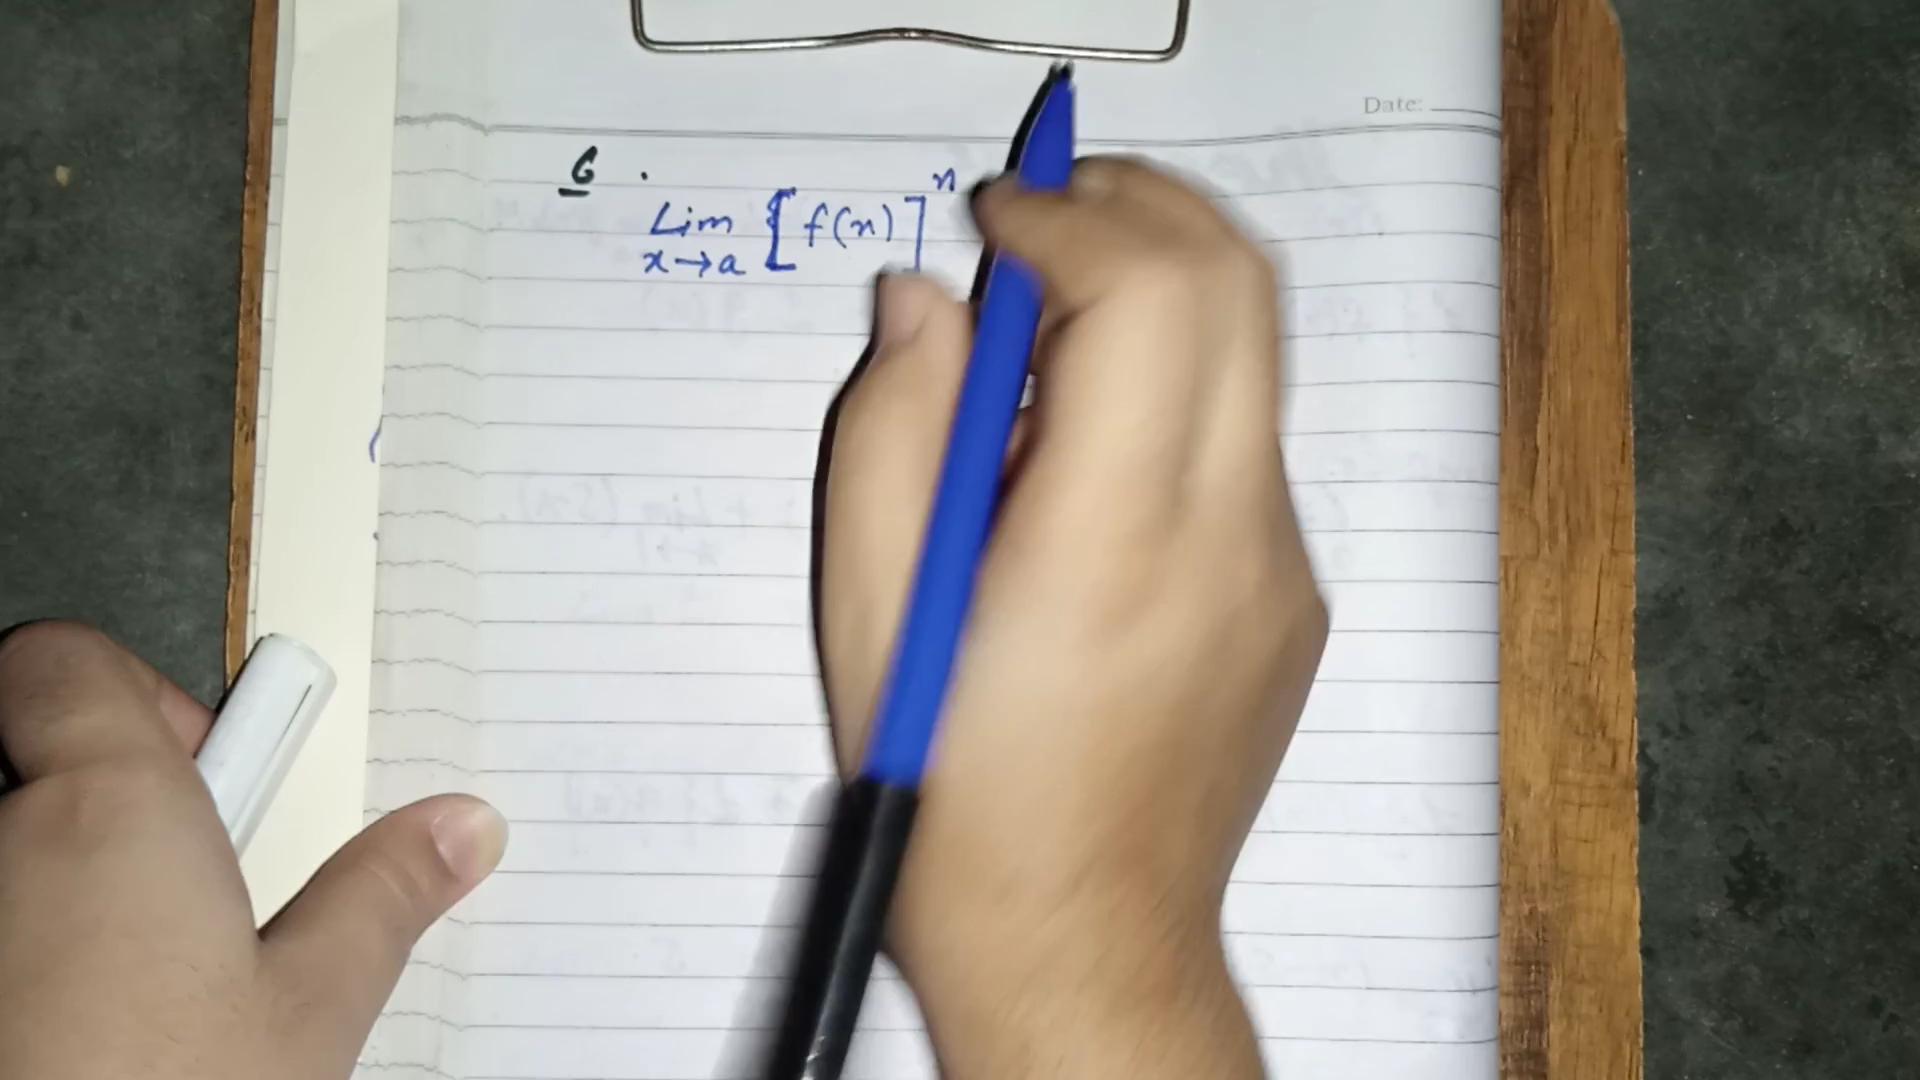 Date:
6 .
Lim [f(x)]^n
x→a